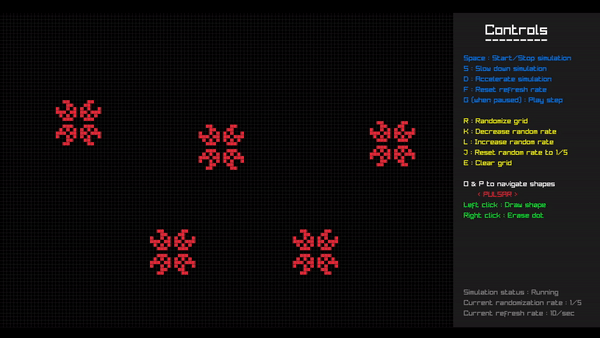 Controls
Space : Start/Stop simulation
S : Slow down simulation
D : Accelerate simulation
F : Reset refresh rate
Q (when paused) : Play step
R : Randomize grid
K : Decrease random rate
L : Increase random rate
J : Reset random rate to 1/5
E : Clear grid
O & P to navigate shapes
< PULSAR >
Left click : Draw shape
Right click : Erase dot
Simulation status : Running
Current randomization rate : 1/5
Current refresh rate : 10/sec